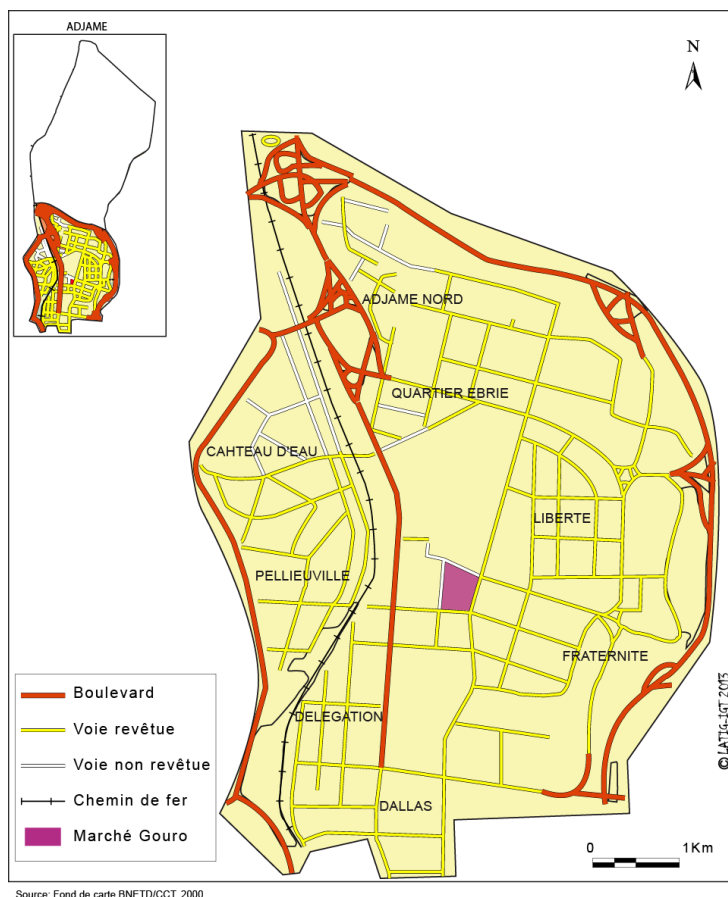 ADJAME
N
ADJAME NORD
QUARTIER EBRIE
CAHTEAU D'EAU
LIBERTE
PELLIEUVILLE
FRATERNITE
DELEGATION
DALLAS
Boulevard
Voie revêtue
Voie non revêtue
Chemin de fer
Marché Gouro
0 1Km
© LATIG-IGT 2015
Source: Fond de carte BNETD/CCT, 2000